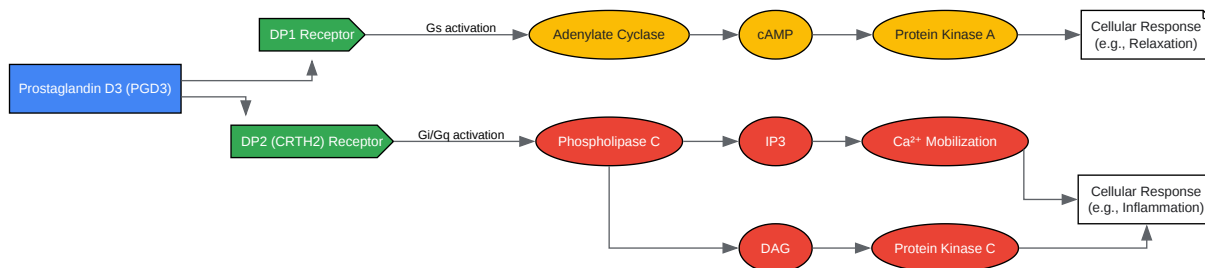 DP1 Receptor
Gs activation
Adenylate Cyclase
cAMP
Protein Kinase A
Cellular Response
(e.g., Relaxation)
Prostaglandin D3 (PGD3)
DP2 (CRTH2) Receptor
Gi/Gq activation
Phospholipase C
IP3
Ca²⁺ Mobilization
Cellular Response
(e.g., Inflammation)
DAG
Protein Kinase C